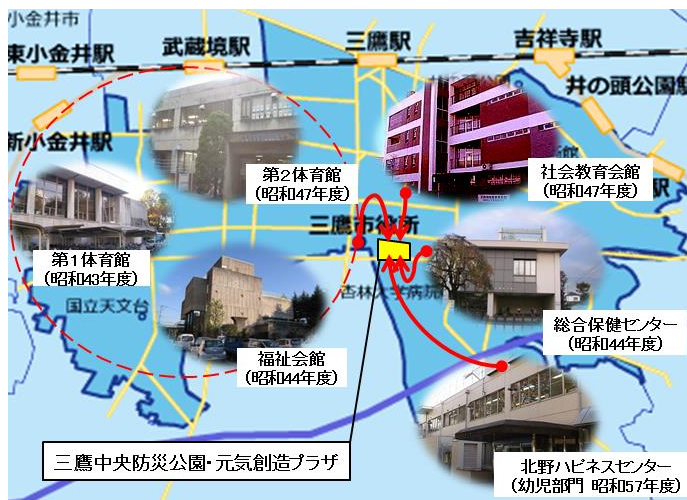 小金井市
東小金井駅
武蔵境駅
三鷹駅
吉祥寺駅
井の頭公園駅
新小金井駅
第2体育館
（昭和47年度）
社会教育会館
（昭和47年度）
駅
三鷹市役所
第1体育館
（昭和43年度）
国立天文台
杏林大学病院
福祉会館
（昭和44年度）
総合保健センター
（昭和44年度）
三鷹中央防災公園・元気創造プラザ
北野ハピネスセンター
（幼児部門 昭和57年度）